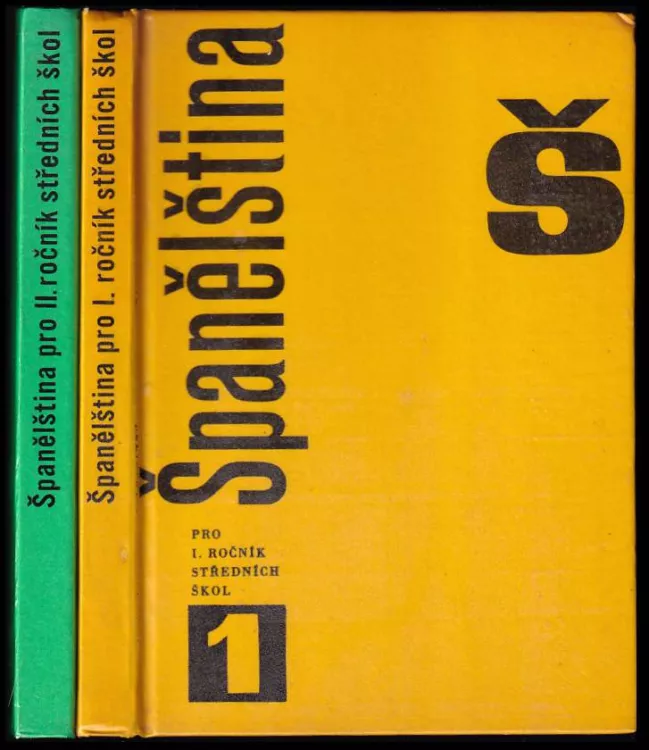 Španělština pro II. ročník středních škol
Španělština pro I. ročník středních škol
Španělština
Š
PRO
I. ROČNÍK
STŘEDNÍCH
ŠKOL
1